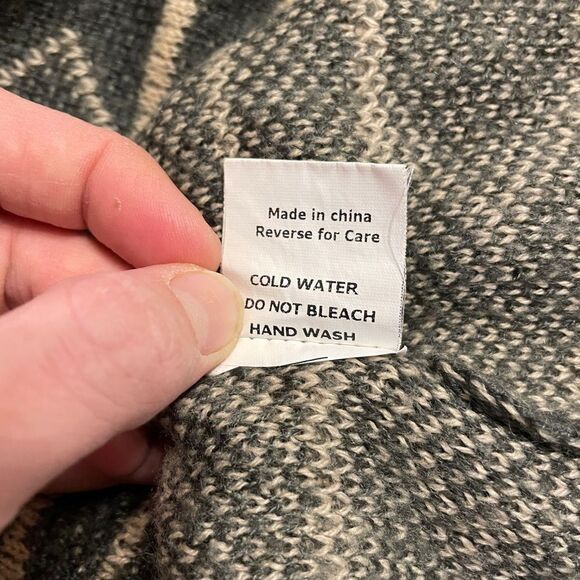 Made in china
Reverse for Care
COLD WATER
DO NOT BLEACH
HAND WASH